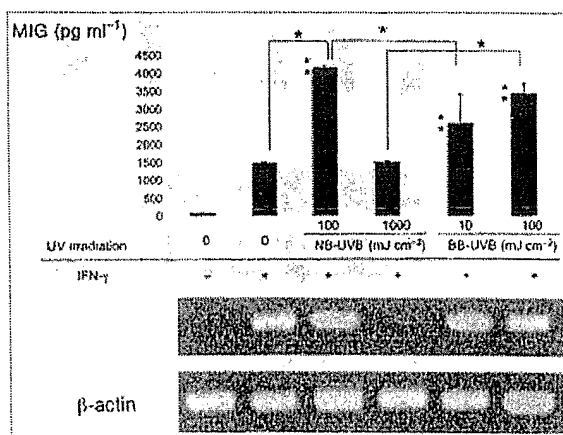 MIG (pg ml⁻¹)
* * *
4500
4000
3500
3000
2500
2000
1500
1000
500
0
* * * * * *
UV irradiation 0 0 100 1000 10 100
NB-UVB (mJ cm⁻²) BB-UVB (mJ cm⁻²)
IFN-γ
β-actin